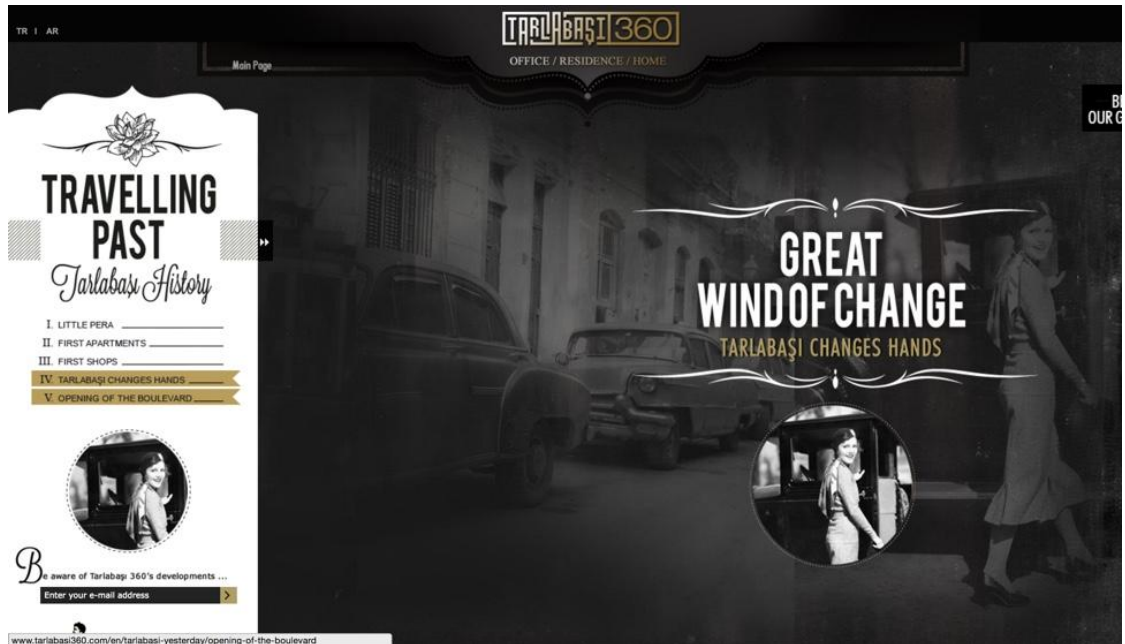 TR | AR
TARLABAŞI 360
OFFICE / RESIDENCE / HOME
Main Page
TRAVELLING
PAST
Tarlabaşı History
I. LITTLE PERA
II. FIRST APARTMENTS
III. FIRST SHOPS
IV. TARLABAŞI CHANGES HANDS
V. OPENING OF THE BOULEVARD
Be aware of Tarlabaşı 360's developments ...
Enter your e-mail address
GREAT
WIND OF CHANGE
TARLABAŞI CHANGES HANDS
OUR G
www.tarlabasi360.com/en/tarlabasi-yesterday/opening-of-the-boulevard